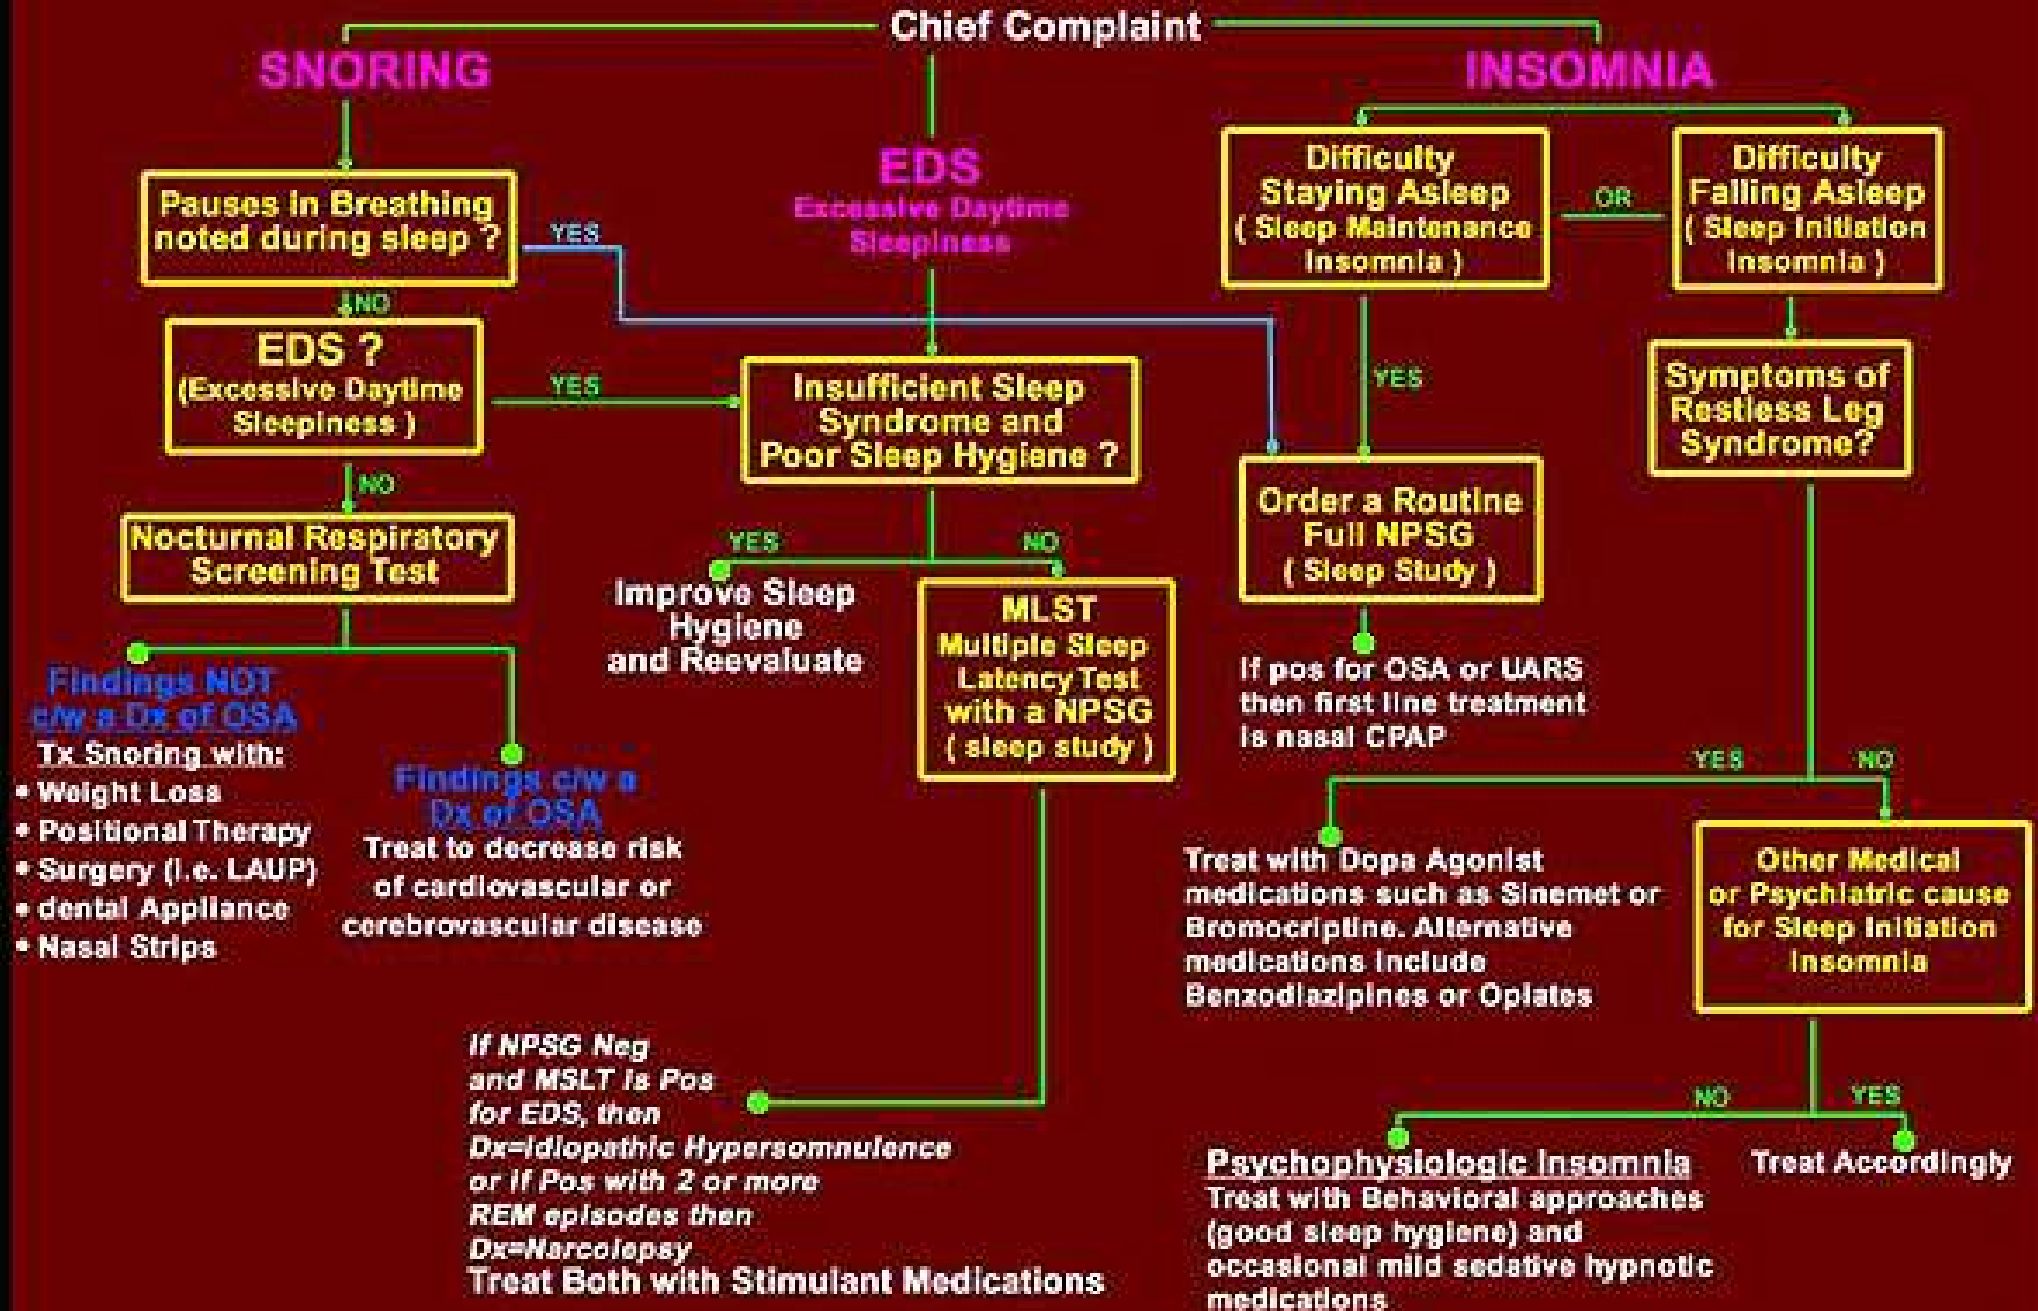 Chief Complaint
SNORING
INSOMNIA
EDS
Excessive Daytime
Sleepiness
Pauses in Breathing
noted during sleep ?
YES
NO
EDS ?
(Excessive Daytime
Sleepiness )
YES
NO
Nocturnal Respiratory
Screening Test
Findings NOT
c/w a Dx of OSA
Tx Snoring with:
• Weight Loss
• Positional Therapy
• Surgery (i.e. LAUP)
• dental Appliance
• Nasal Strips
Findings c/w a
Dx of OSA
Treat to decrease risk
of cardiovascular or
cerebrovascular disease
Insufficient Sleep
Syndrome and
Poor Sleep Hygiene ?
YES
NO
Improve Sleep
Hygiene
and Reevaluate
MLST
Multiple Sleep
Latency Test
with a NPSG
( sleep study )
If NPSG Neg
and MSLT is Pos
for EDS, then
Dx=Idiopathic Hypersomnulence
or if Pos with 2 or more
REM episodes then
Dx=Narcolepsy
Treat Both with Stimulant Medications
Difficulty
Staying Asleep
( Sleep Maintenance
Insomnia )
OR
Difficulty
Falling Asleep
( Sleep Initiation
Insomnia )
YES
Order a Routine
Full NPSG
( Sleep Study )
If pos for OSA or UARS
then first line treatment
is nasal CPAP
Symptoms of
Restless Leg
Syndrome?
YES
NO
Treat with Dopa Agonist
medications such as Sinemet or
Bromocriptine. Alternative
medications include
Benzodiazipines or Opiates
Other Medical
or Psychiatric cause
for Sleep Initiation
Insomnia
NO
YES
Psychophysiologic Insomnia
Treat with Behavioral approaches
(good sleep hygiene) and
occasional mild sedative hypnotic
medications
Treat Accordingly